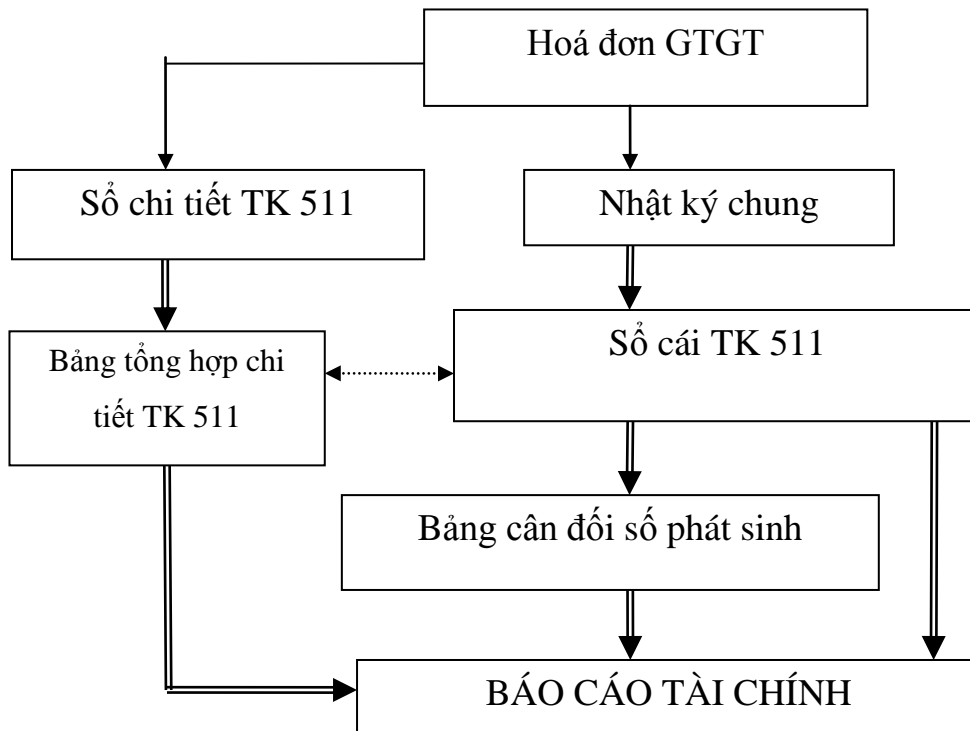 Hoá đơn GTGT
Sổ chi tiết TK 511
Nhật ký chung
Bảng tổng hợp chi
tiết TK 511
Sổ cái TK 511
Bảng cân đối số phát sinh
BÁO CÁO TÀI CHÍNH